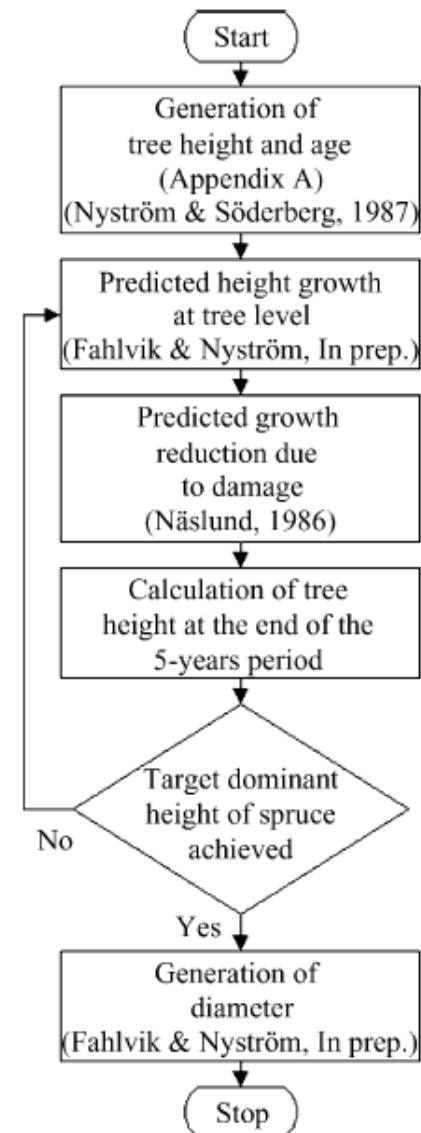 Start
Generation of
tree height and age
(Appendix A)
(Nyström & Söderberg, 1987)
Predicted height growth
at tree level
(Fahlvik & Nyström, In prep.)
Predicted growth
reduction due
to damage
(Näslund, 1986)
Calculation of tree
height at the end of the
5-years period
Target dominant
height of spruce
achieved
No
Yes
Generation of
diameter
(Fahlvik & Nyström, In prep.)
Stop